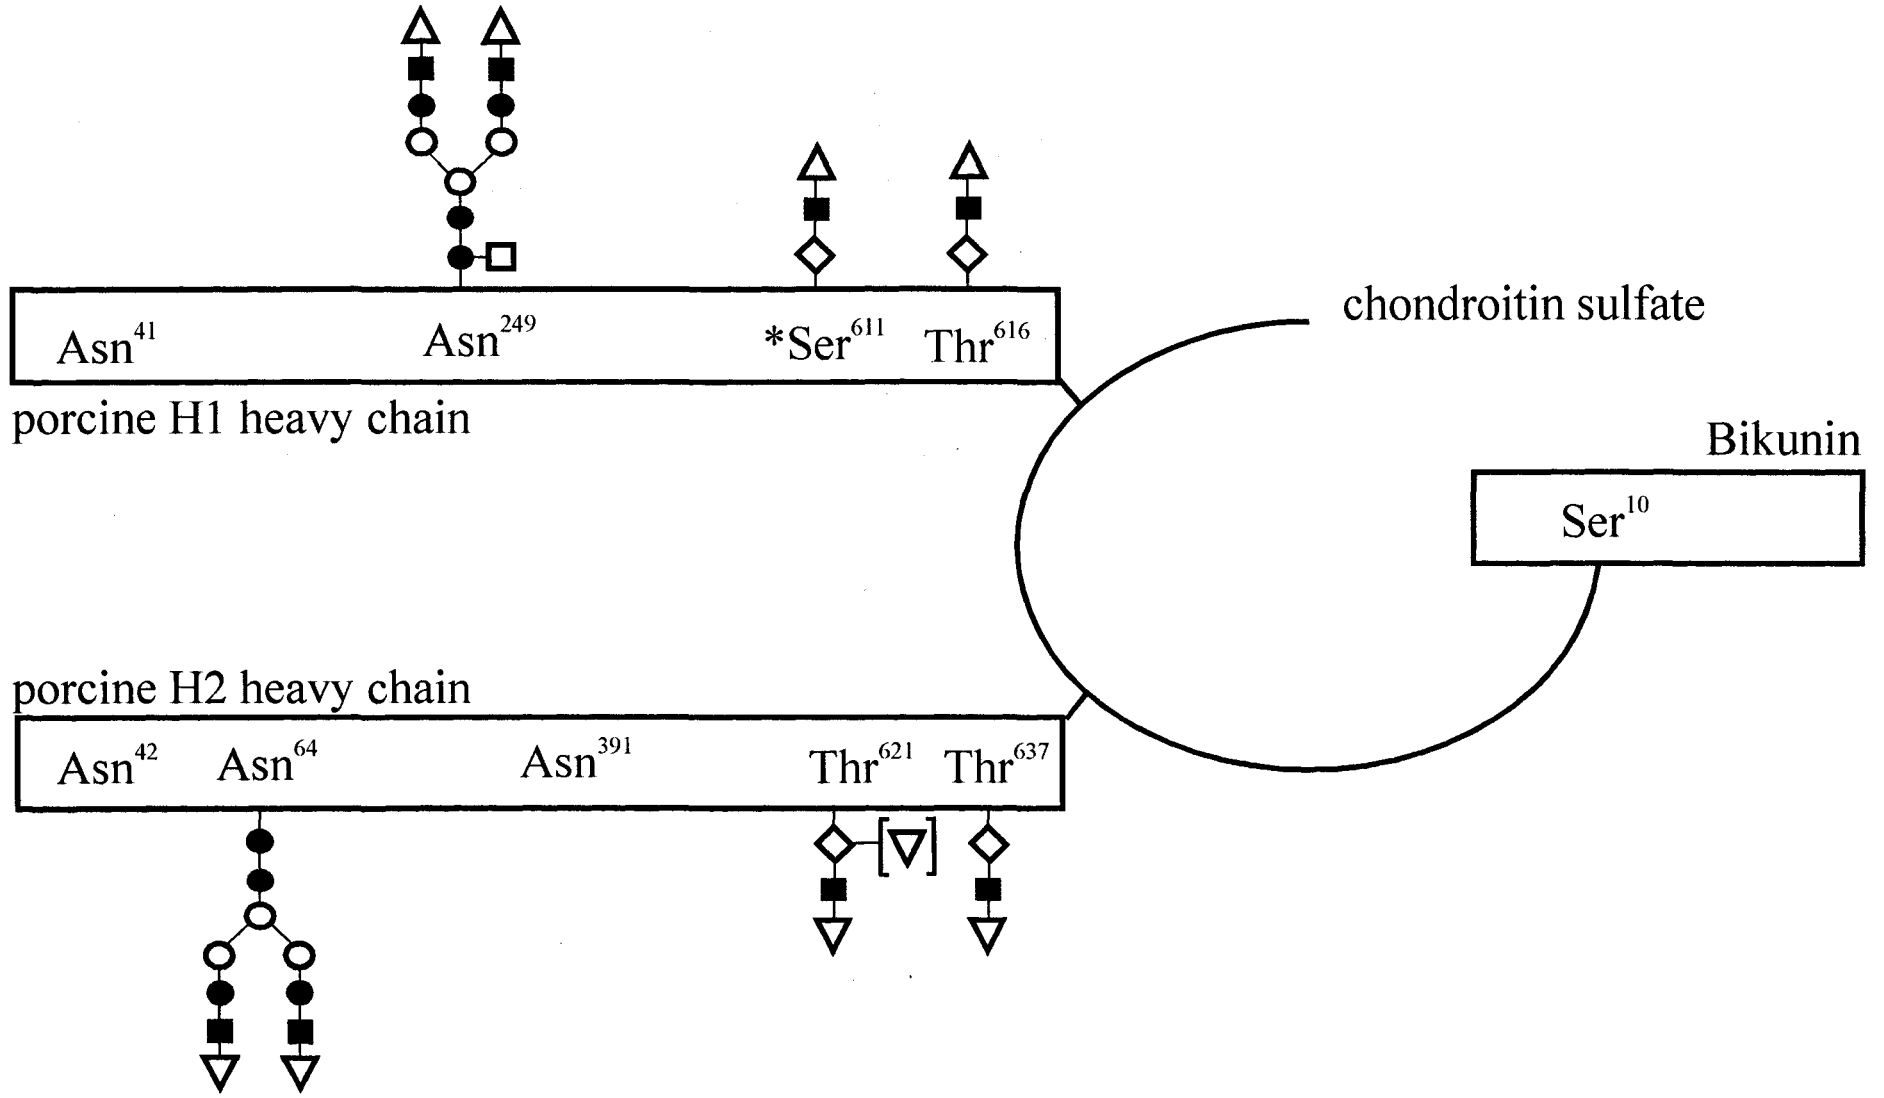 chondroitin sulfate
Asn⁴¹ Asn²⁴⁹ *Ser⁶¹¹ Thr⁶¹⁶
porcine H1 heavy chain
Bikunin
Ser¹⁰
porcine H2 heavy chain
Asn⁴² Asn⁶⁴ Asn³⁹¹ Thr⁶²¹ Thr⁶³⁷